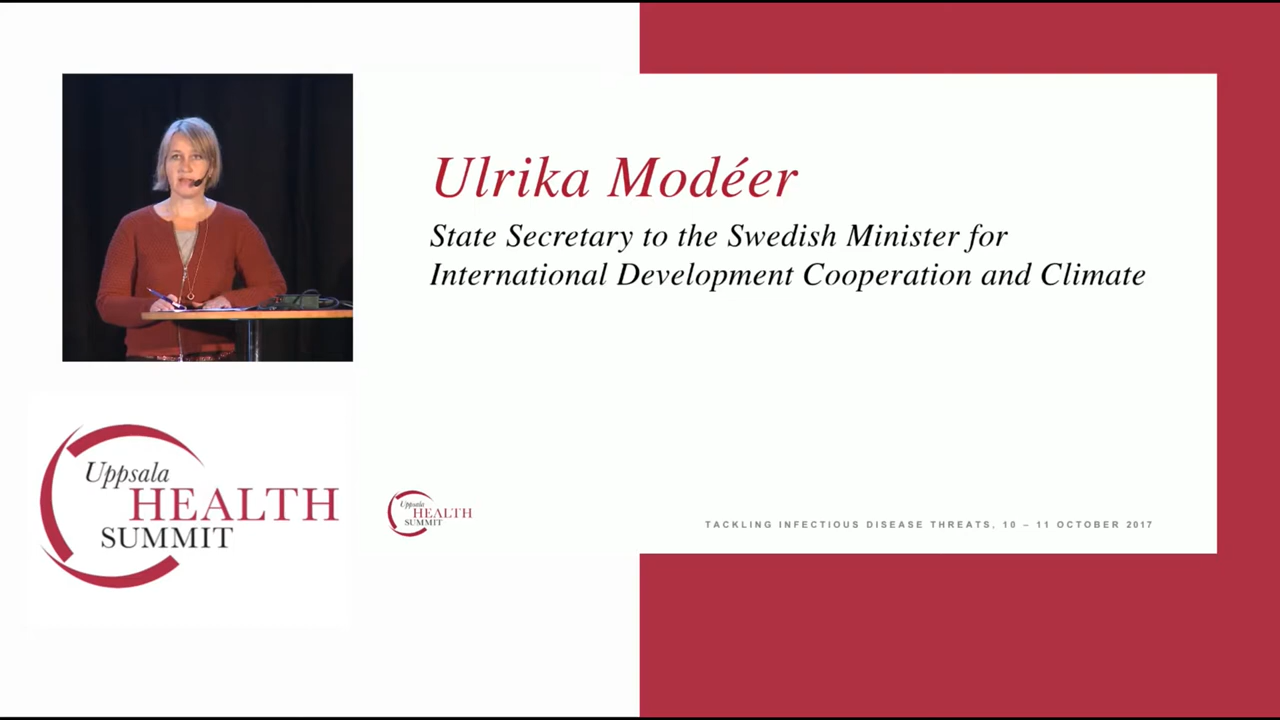 Ulrika Modéer
State Secretary to the Swedish Minister for
International Development Cooperation and Climate
Uppsala
HEALTH
SUMMIT
Uppsala
HEALTH
SUMMIT
TACKLING INFECTIOUS DISEASE THREATS, 10 – 11 OCTOBER 2017